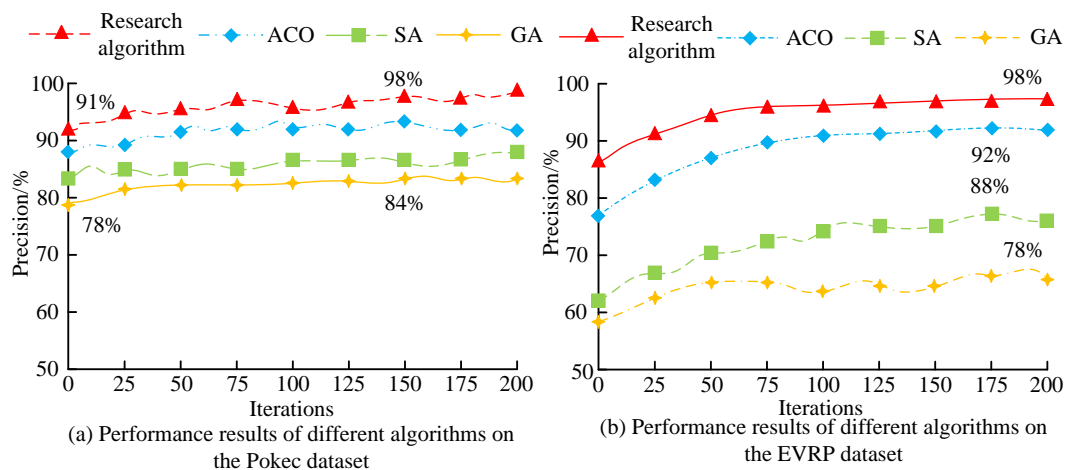 Research algorithm ACO SA GA
Research algorithm ACO SA GA
100
90
80
70
60
50
Precision/%
91%
98%
78%
84%
0 25 50 75 100 125 150 175 200
Iterations
(a) Performance results of different algorithms on
the Pokec dataset
100
90
80
70
60
50
Precision/%
98%
92%
88%
78%
0 25 50 75 100 125 150 175 200
Iterations
(b) Performance results of different algorithms on
the EVRP dataset